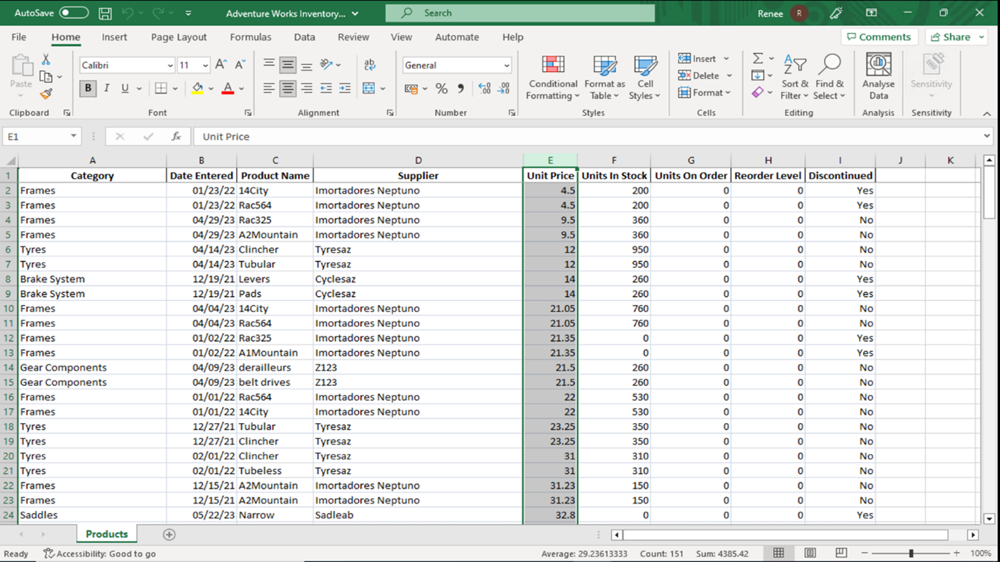 AutoSave Adventure Works Inventory... Search Renee R
File Home Insert Page Layout Formulas Data Review View Automate Help Comments Share
Paste Calibri 11 A A General Conditional Format as Cell Insert Sort & Find & Analyse Sensitivity
B I U A ab % Formatting Table Styles Delete Filter Select Data
Format
Clipboard Font Alignment Number Styles Cells Editing Analysis Sensitivity
E1 fx Unit Price
A B C D E F G H I J K
1 Category Date Entered Product Name Supplier Unit Price Units In Stock Units On Order Reorder Level Discontinued
2 Frames 01/23/22 14City Imortadores Neptuno 4.5 200 0 0 Yes
3 Frames 01/23/22 Rac564 Imortadores Neptuno 4.5 200 0 0 Yes
4 Frames 04/29/23 Rac325 Imortadores Neptuno 9.5 360 0 0 No
5 Frames 04/29/23 A2Mountain Imortadores Neptuno 9.5 360 0 0 No
6 Tyres 04/14/23 Clincher Tyresaz 12 950 0 0 No
7 Tyres 04/14/23 Tubular Tyresaz 12 950 0 0 No
8 Brake System 12/19/21 Levers Cyclesaz 14 260 0 0 Yes
9 Brake System 12/19/21 Pads Cyclesaz 14 260 0 0 Yes
10 Frames 04/04/23 14City Imortadores Neptuno 21.05 760 0 0 No
11 Frames 04/04/23 Rac564 Imortadores Neptuno 21.05 760 0 0 No
12 Frames 01/02/22 Rac325 Imortadores Neptuno 21.35 0 0 0 Yes
13 Frames 01/02/22 A1Mountain Imortadores Neptuno 21.35 0 0 0 Yes
14 Gear Components 04/09/23 derailleurs Z123 21.5 260 0 0 No
15 Gear Components 04/09/23 belt drives Z123 21.5 260 0 0 No
16 Frames 01/01/22 Rac564 Imortadores Neptuno 22 530 0 0 No
17 Frames 01/01/22 14City Imortadores Neptuno 22 530 0 0 No
18 Tyres 12/27/21 Tubular Tyresaz 23.25 350 0 0 No
19 Tyres 12/27/21 Clincher Tyresaz 23.25 350 0 0 No
20 Tyres 02/01/22 Clincher Tyresaz 31 310 0 0 No
21 Tyres 02/01/22 Tubeless Tyresaz 31 310 0 0 No
22 Frames 12/15/21 A2Mountain Imortadores Neptuno 31.23 150 0 0 No
23 Frames 12/15/21 A2Mountain Imortadores Neptuno 31.23 150 0 0 No
24 Saddles 05/22/23 Narrow Sadleab 32.8 0 0 0 Yes
Products
Ready Accessibility: Good to go Average: 29.23613333 Count: 151 Sum: 4385.42 100%